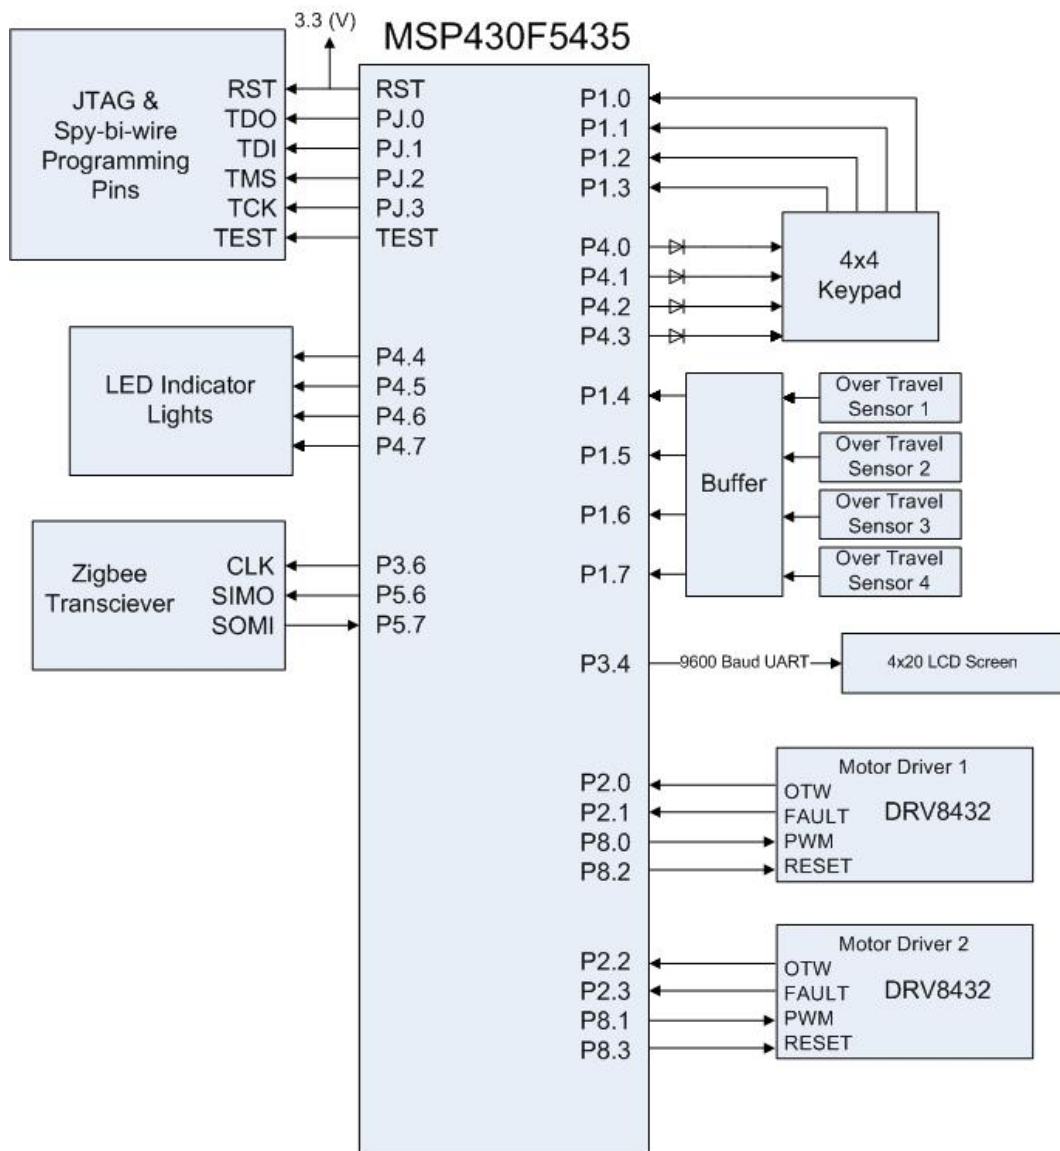 3.3 (V)
MSP430F5435
JTAG &
Spy-bi-wire
Programming
Pins
RST
TDO
TDI
TMS
TCK
TEST
RST
PJ.0
PJ.1
PJ.2
PJ.3
TEST
P1.0
P1.1
P1.2
P1.3
P4.0
P4.1
P4.2
P4.3
4x4
Keypad
LED Indicator
Lights
P4.4
P4.5
P4.6
P4.7
P1.4
P1.5
P1.6
P1.7
Buffer
Over Travel
Sensor 1
Over Travel
Sensor 2
Over Travel
Sensor 3
Over Travel
Sensor 4
Zigbee
Transciever
CLK
SIMO
SOMI
P3.6
P5.6
P5.7
P3.4
9600 Baud UART
4x20 LCD Screen
P2.0
P2.1
P8.0
P8.2
Motor Driver 1
OTW
FAULT
PWM
RESET
DRV8432
P2.2
P2.3
P8.1
P8.3
Motor Driver 2
OTW
FAULT
PWM
RESET
DRV8432